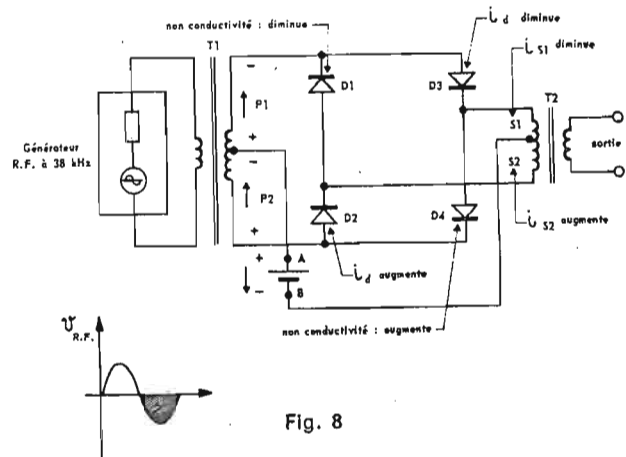 i d diminue
non conductivité : diminue
i S1 diminue
T1
D1
D3
T2
P1
S1
Générateur
R.F. à 38 kHz
sortie
S2
P2
D2
D4
i S2 augmente
A
i d augmente
B
non conductivité : augmente
v R.F.
Fig. 8
− + − + + −